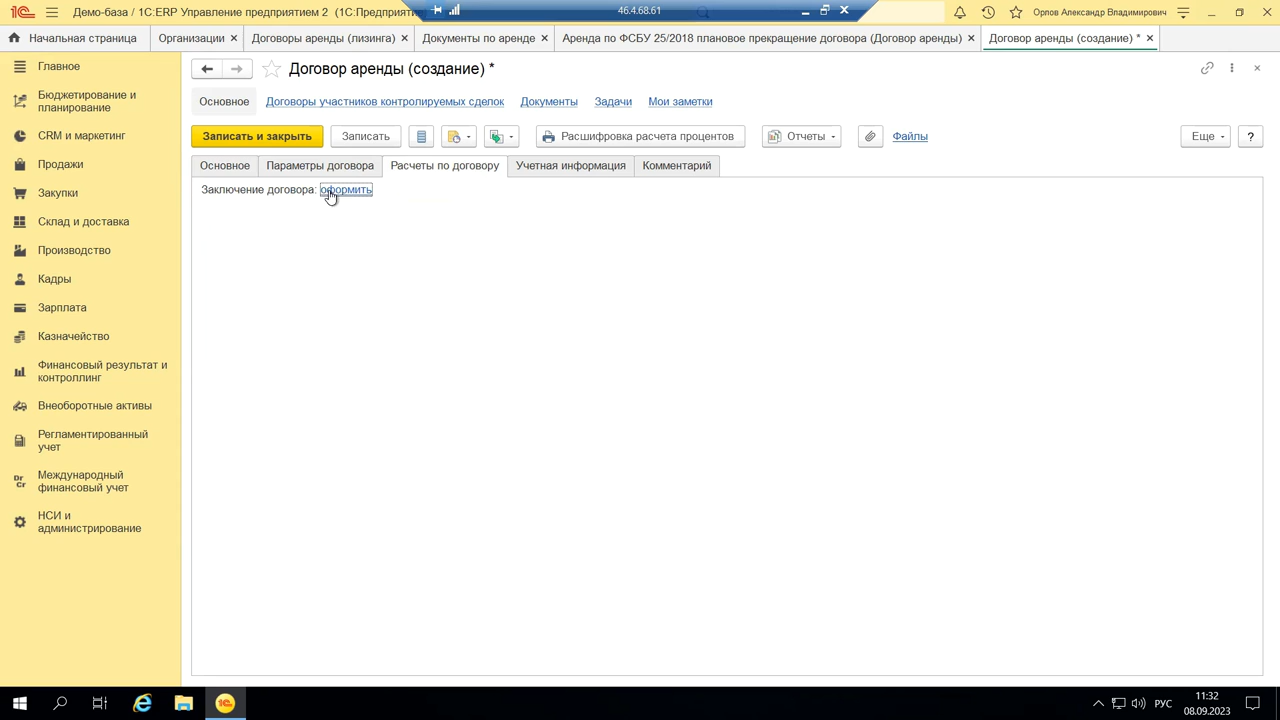 Демо-база / 1С:ERP Управление предприятием 2 (1С:Предприятие
46.4.68.61
Орлов Александр Владимирович
Начальная страница
Организации
Договоры аренды (лизинга)
Документы по аренде
Аренда по ФСБУ 25/2018 плановое прекращение договора (Договор аренды)
Договор аренды (создание) *
Главное
Бюджетирование и
планирование
CRM и маркетинг
Продажи
Закупки
Склад и доставка
Производство
Кадры
Зарплата
Казначейство
Финансовый результат и
контроллинг
Внеоборотные активы
Регламентированный
учет
Международный
финансовый учет
НСИ и
администрирование
Договор аренды (создание) *
Основное
Договоры участников контролируемых сделок
Документы
Задачи
Мои заметки
Записать и закрыть
Записать
Расшифровка расчета процентов
Отчеты
Файлы
Еще
?
Основное
Параметры договора
Расчеты по договору
Учетная информация
Комментарий
Заключение договора: оформить
РУС
11:32
08.09.2023